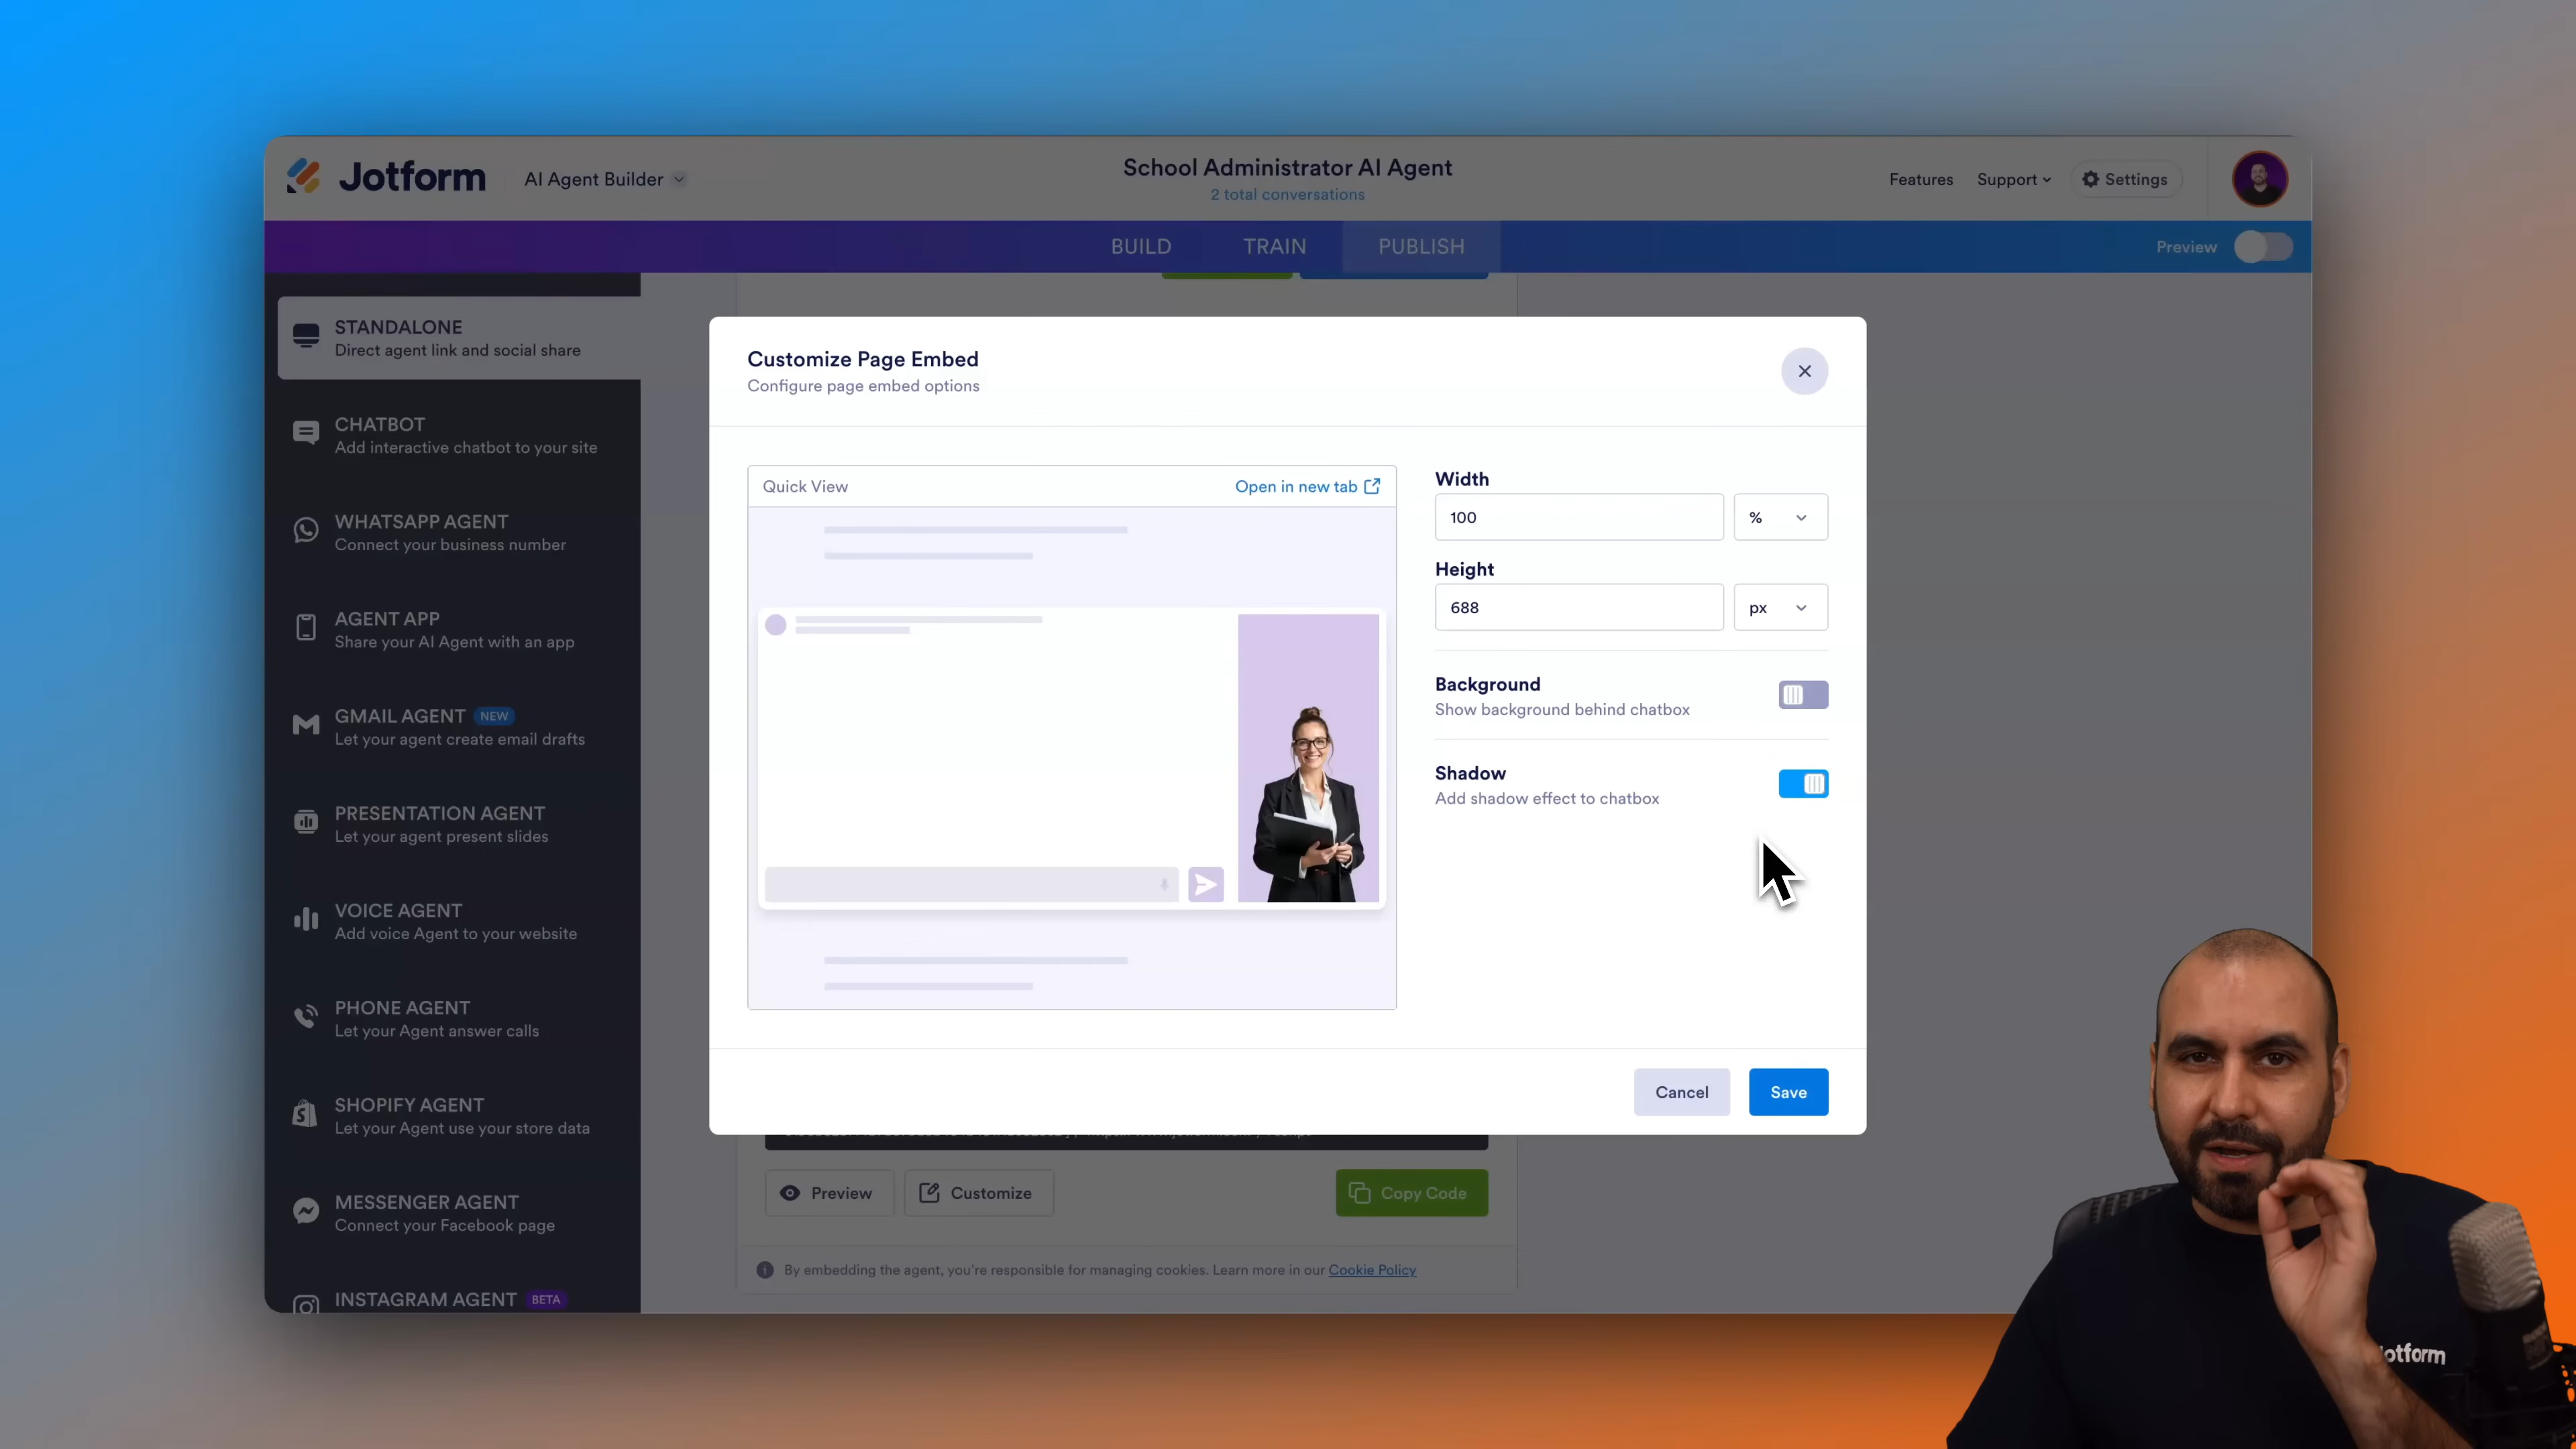 Jotform
AI Agent Builder
School Administrator AI Agent
2 total conversations
Features
Support
Settings
BUILD
TRAIN
PUBLISH
Preview
STANDALONE
Direct agent link and social share
CHATBOT
Add interactive chatbot to your site
WHATSAPP AGENT
Connect your business number
AGENT APP
Share your AI Agent with an app
GMAIL AGENT NEW
Let your agent create email drafts
PRESENTATION AGENT
Let your agent present slides
VOICE AGENT
Add voice Agent to your website
PHONE AGENT
Let your Agent answer calls
SHOPIFY AGENT
Let your Agent use your store data
MESSENGER AGENT
Connect your Facebook page
INSTAGRAM AGENT BETA
Customize Page Embed
Configure page embed options
Quick View
Open in new tab
Width
100
%
Height
688
px
Background
Show background behind chatbox
Shadow
Add shadow effect to chatbox
Cancel
Save
Preview
Customize
Copy Code
By embedding the agent, you're responsible for managing cookies. Learn more in our Cookie Policy
Jotform